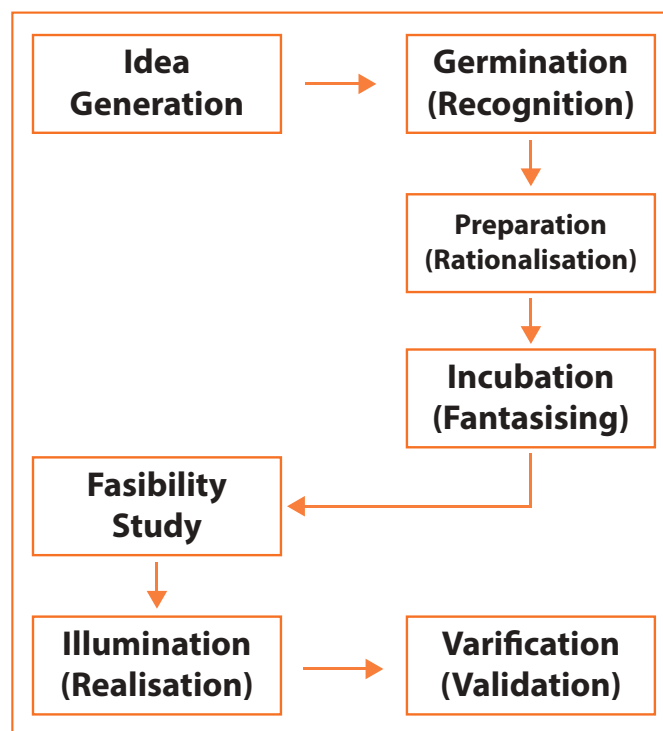 Idea
Generation
Germination
(Recognition)
Preparation
(Rationalisation)
Incubation
(Fantasising)
Fasibility
Study
Illumination
(Realisation)
Varification
(Validation)